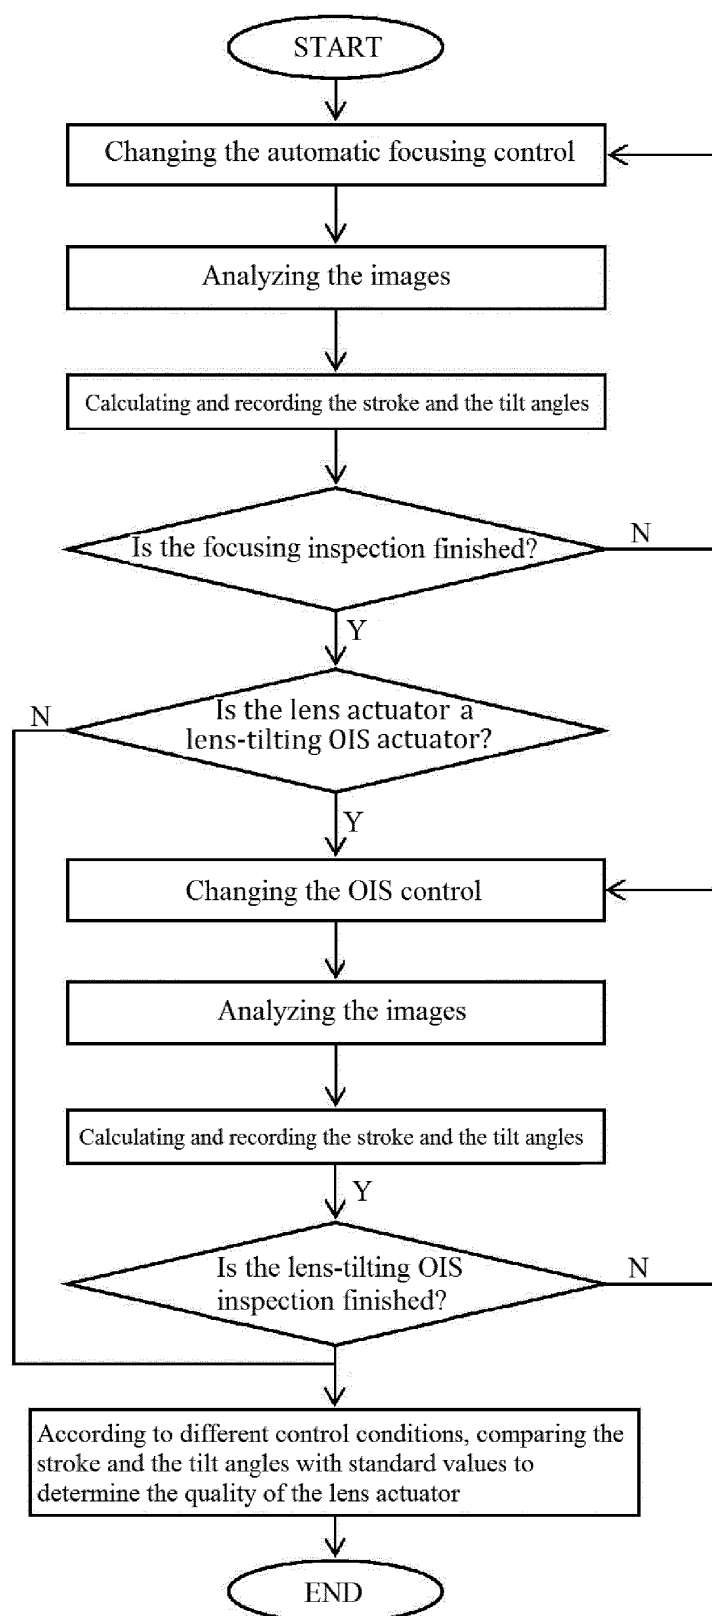 START
Changing the automatic focusing control
Analyzing the images
Calculating and recording the stroke and the tilt angles
Is the focusing inspection finished?
N
Y
Is the lens actuator a
lens-tilting OIS actuator?
N
Y
Changing the OIS control
Analyzing the images
Calculating and recording the stroke and the tilt angles
Y
Is the lens-tilting OIS
inspection finished?
N
According to different control conditions, comparing the
stroke and the tilt angles with standard values to
determine the quality of the lens actuator
END